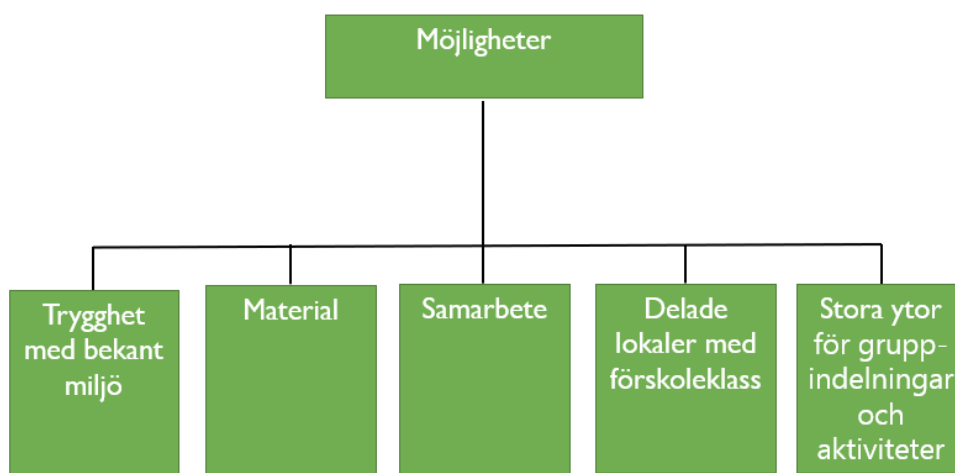 Möjligheter
Trygghet
med bekant
miljö
Material
Samarbete
Delade
lokaler med
förskoleklass
Stora ytor
för grupp-
indelningar
och
aktiviteter